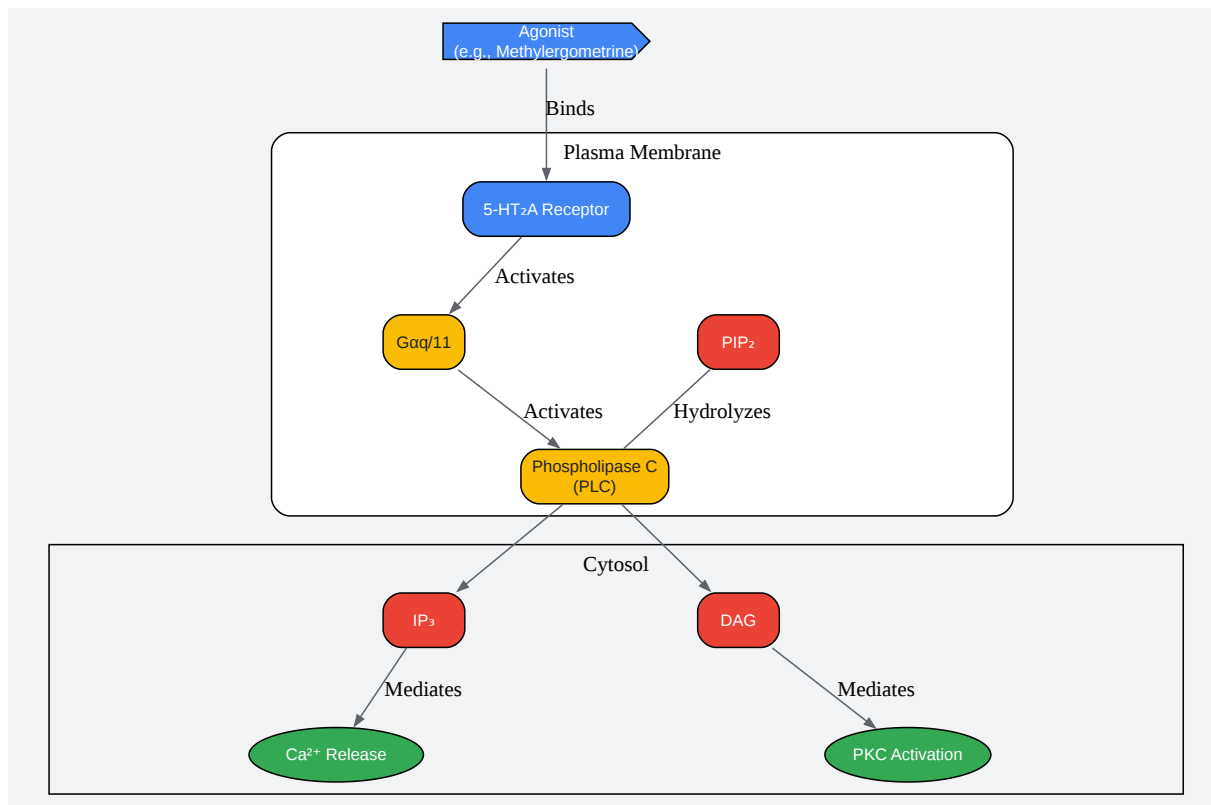 Agonist
(e.g., Methylergometrine)
Binds
Plasma Membrane
5-HT₂A Receptor
Activates
Gαq/11
PIP₂
Activates
Hydrolyzes
Phospholipase C
(PLC)
Cytosol
IP₃
DAG
Mediates
Mediates
Ca²⁺ Release
PKC Activation